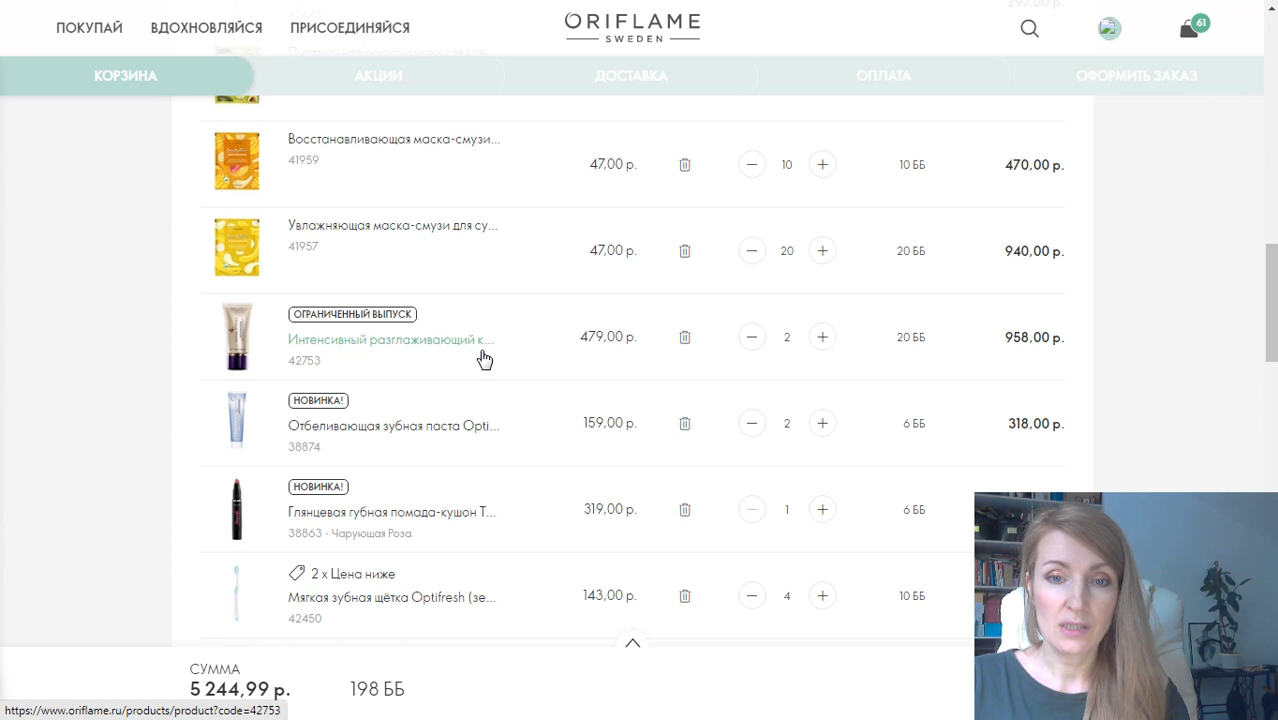 297,00 р.
ПОКУПАЙ
ВДОХНОВЛЯЙСЯ
ПРИСОЕДИНЯЙСЯ
ORIFLAME
SWEDEN
61
КОРЗИНА
АКЦИИ
ДОСТАВКА
ОПЛАТА
ОФОРМИТЬ ЗАКАЗ
Восстанавливающая маска-смузи...
41959
47,00 р.
10
10 ББ
470,00 р.
Увлажняющая маска-смузи для су...
41957
47,00 р.
20
20 ББ
940,00 р.
ОГРАНИЧЕННЫЙ ВЫПУСК
Интенсивный разглаживающий к...
42753
479,00 р.
2
20 ББ
958,00 р.
НОВИНКА!
Отбеливающая зубная паста Opti...
38874
159,00 р.
2
6 ББ
318,00 р.
НОВИНКА!
Глянцевая губная помада-кушон T...
38863 - Чарующая Роза
319,00 р.
1
6 ББ
2 x Цена ниже
Мягкая зубная щётка Optifresh (зе...
42450
143,00 р.
4
10 ББ
СУММА
5 244,99 р.
198 ББ
https://www.oriflame.ru/products/product?code=42753